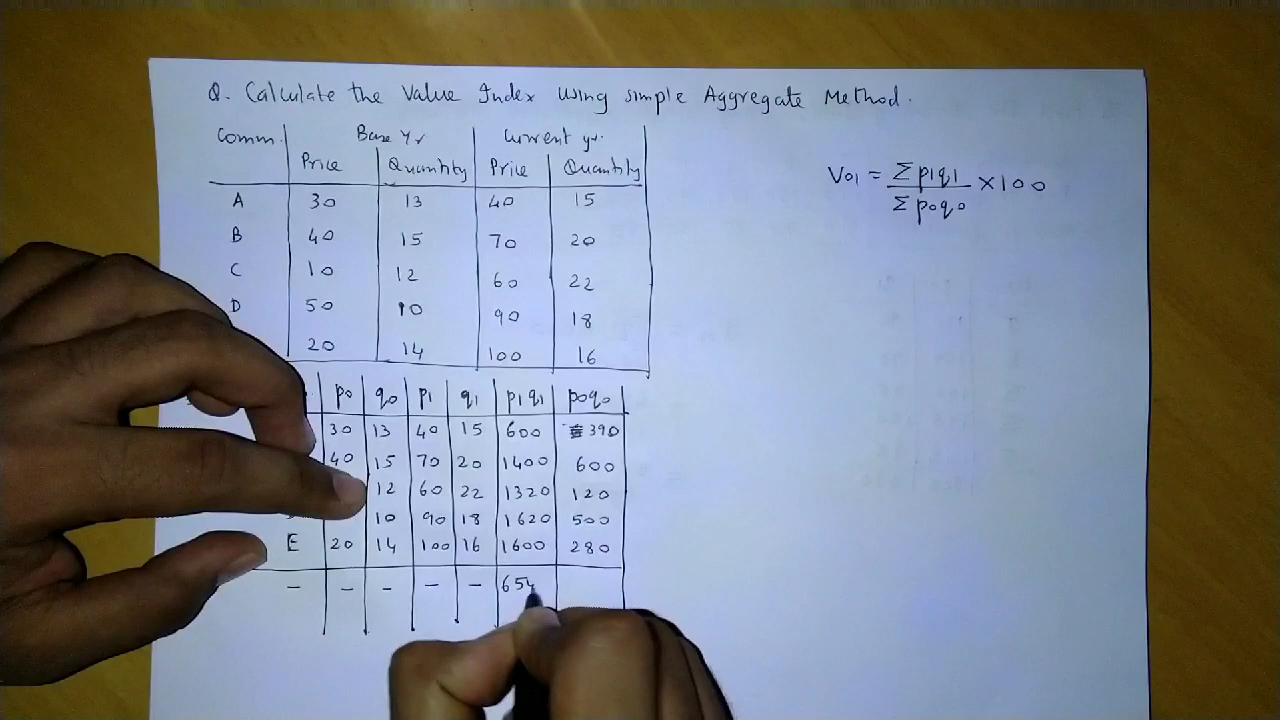 Q. Calculate the Value Index using simple Aggregate Method.
Comm. Base Yr Current yr.
Price Quantity Price Quantity
A 30 13 40 15
B 40 15 70 20
C 10 12 60 22
D 50 10 90 18
20 14 100 16
V01 = Σp1q1 / Σp0q0 × 100
p0 q0 p1 q1 p1q1 p0q0
30 13 40 15 600 390
40 15 70 20 1400 600
12 60 22 1320 120
10 90 18 1620 500
E 20 14 100 16 1600 280
- - - - - 654